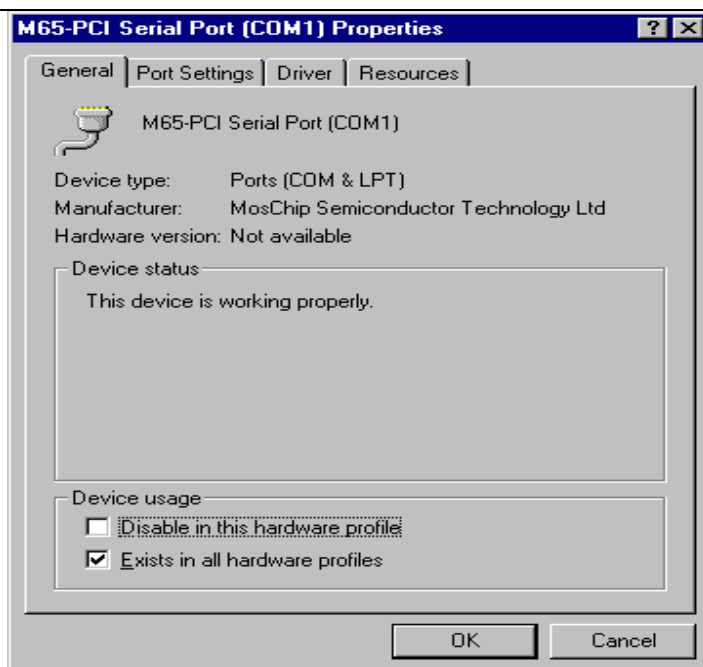 M65-PCI Serial Port (COM1) Properties
? ×
General Port Settings Driver Resources
M65-PCI Serial Port (COM1)
Device type: Ports (COM & LPT)
Manufacturer: MosChip Semiconductor Technology Ltd
Hardware version: Not available
Device status
This device is working properly.
Device usage
Disable in this hardware profile
Exists in all hardware profiles
OK Cancel